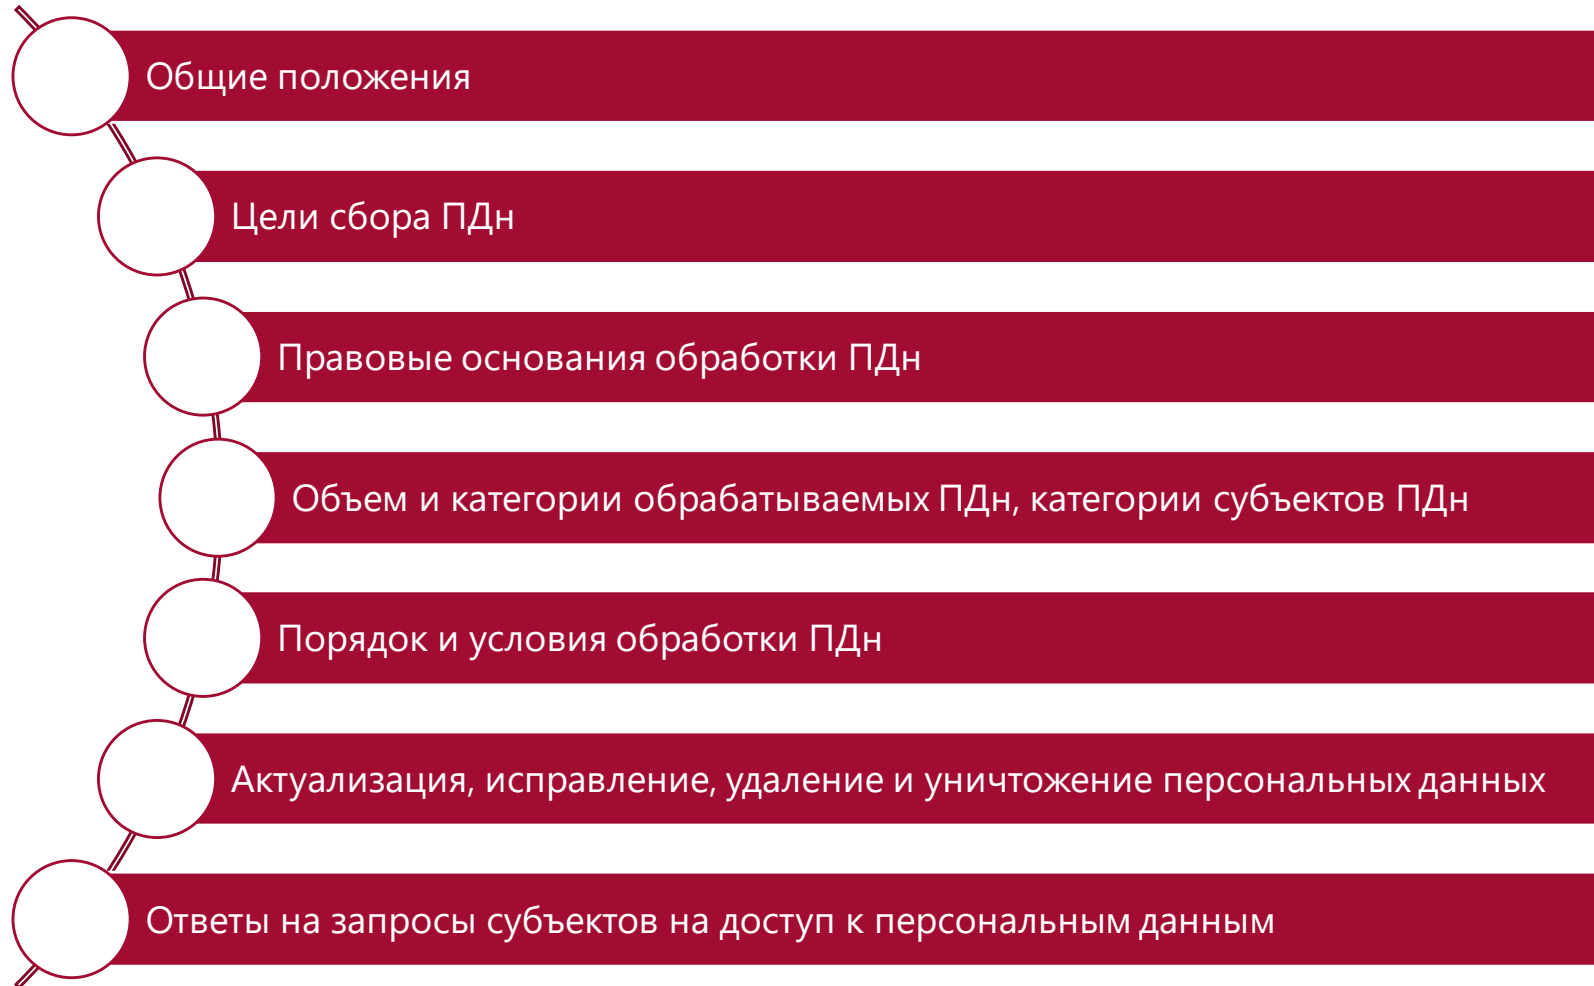 Общие положения
Цели сбора ПДн
Правовые основания обработки ПДн
Объем и категории обрабатываемых ПДн, категории субъектов ПДн
Порядок и условия обработки ПДн
Актуализация, исправление, удаление и уничтожение персональных данных
Ответы на запросы субъектов на доступ к персональным данным